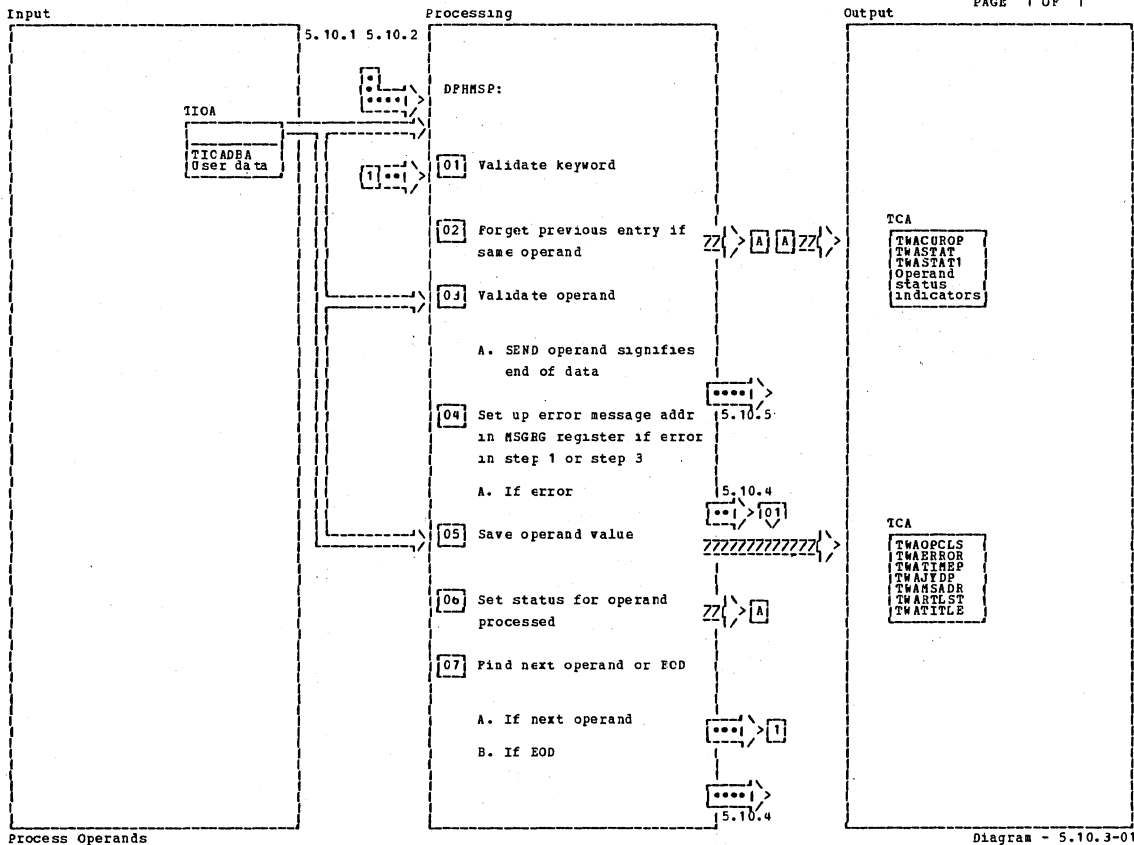 PAGE 1 OF 1
Input
Processing
Output
5.10.1 5.10.2
DPHMSP:
TIOA
TICADBA
User data
1
01 Validate keyword
02 Forget previous entry if
same operand
A A
TCA
TWACUROP
TWASTAT
TWASTAT1
Operand
status
indicators
03 Validate operand
A. SEND operand signifies
end of data
5.10.5
04 Set up error message addr
in MSGRG register if error
in step 1 or step 3
A. If error
5.10.4
01
05 Save operand value
ZZZZZZZZZZZZZ
TCA
TWAOPCLS
TWAERROR
TWATIMEP
TWAJYDP
TWAMSADR
TWARTLST
TWATITLE
06 Set status for operand
processed
A
07 Find next operand or EOD
A. If next operand
1
B. If EOD
5.10.4
Process Operands
Diagram - 5.10.3-01